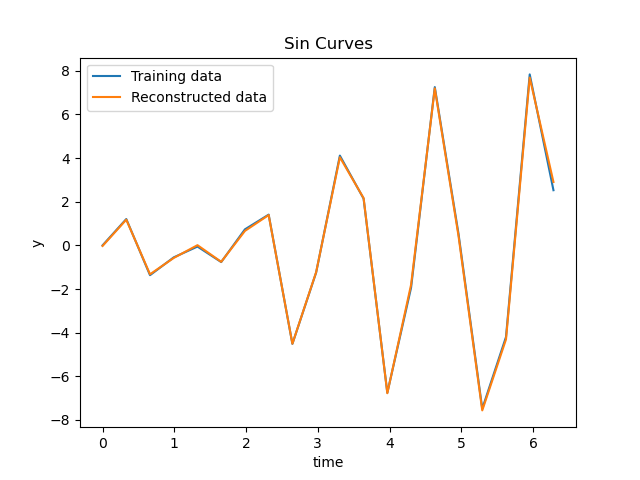 Sin Curves
Training data
Reconstructed data
8
6
4
2
0
−2
−4
−6
−8
y
0 1 2 3 4 5 6
time